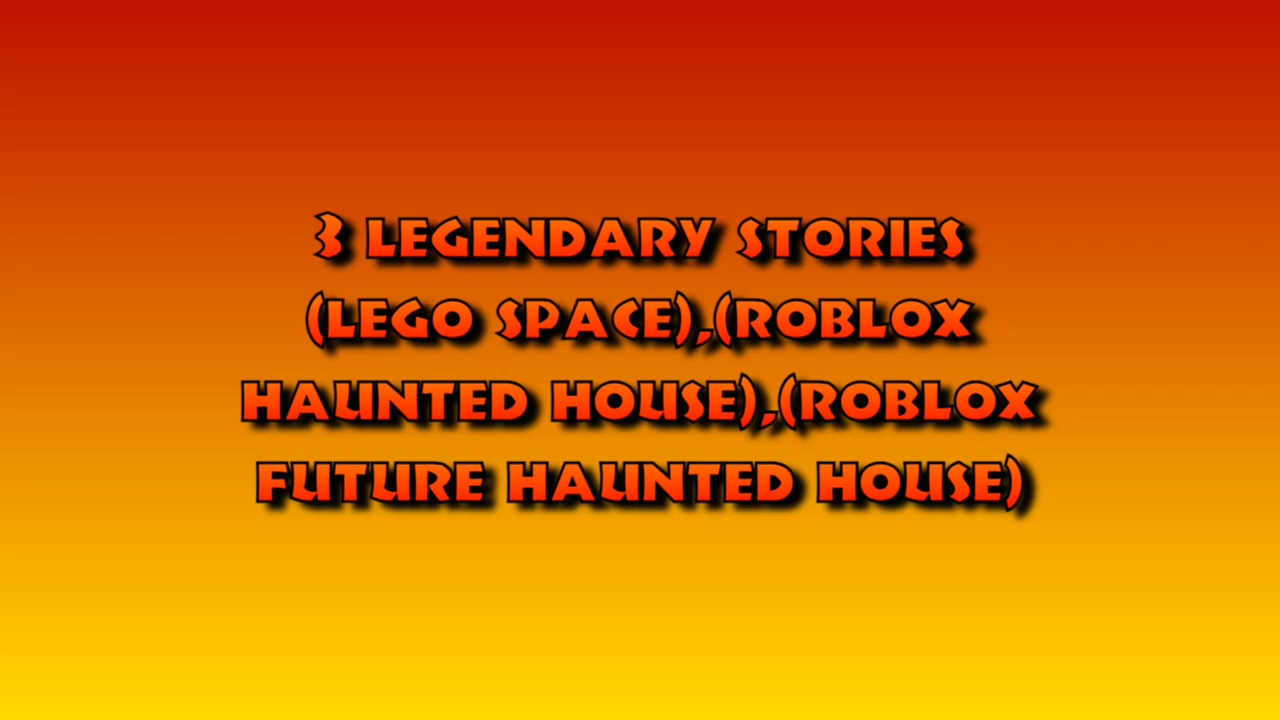 3 LEGENDARY STORIES
(LEGO SPACE),(ROBLOX
HAUNTED HOUSE),(ROBLOX
FUTURE HAUNTED HOUSE)